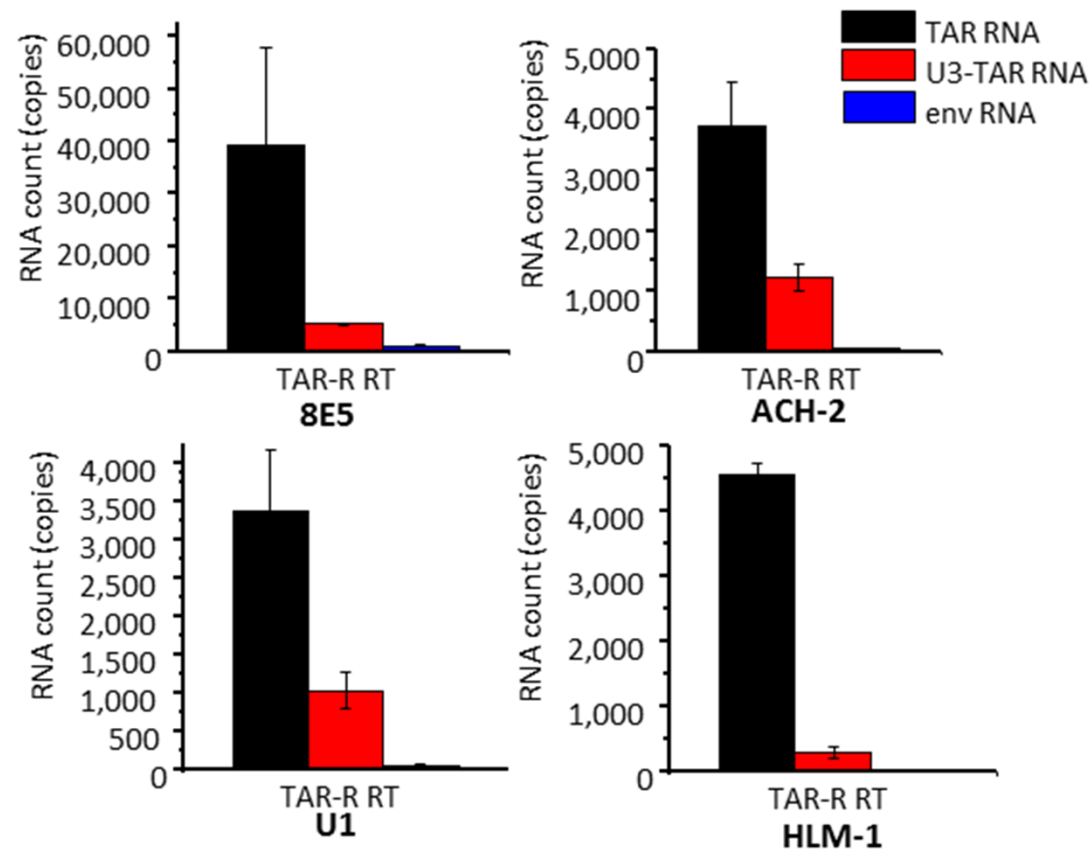 RNA count (copies)
60,000
50,000
40,000
30,000
20,000
10,000
0
TAR-R RT
8E5
RNA count (copies)
5,000
4,000
3,000
2,000
1,000
0
TAR-R RT
ACH-2
TAR RNA
U3-TAR RNA
env RNA
RNA count (copies)
4,000
3,500
3,000
2,500
2,000
1,500
1,000
500
0
TAR-R RT
U1
RNA count (copies)
5,000
4,000
3,000
2,000
1,000
0
TAR-R RT
HLM-1